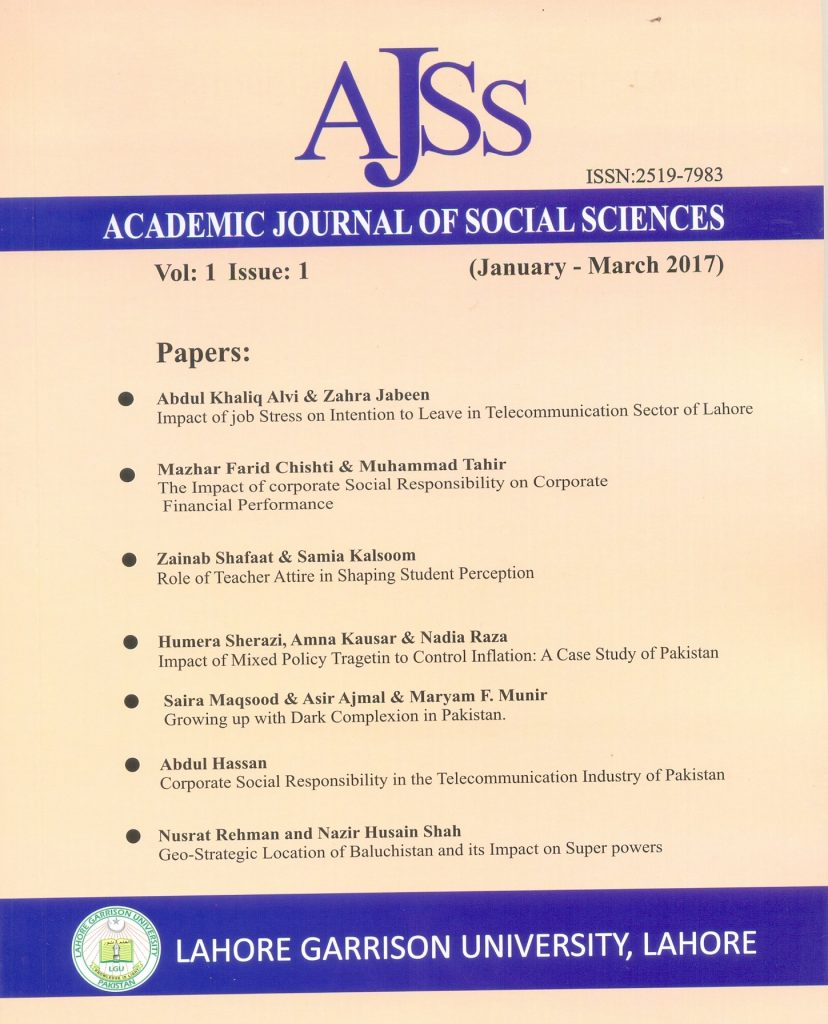 AJSS
ISSN:2519-7983
ACADEMIC JOURNAL OF SOCIAL SCIENCES
Vol: 1 Issue: 1 (January - March 2017)
Papers:
Abdul Khaliq Alvi & Zahra Jabeen
Impact of job Stress on Intention to Leave in Telecommunication Sector of Lahore
Mazhar Farid Chishti & Muhammad Tahir
The Impact of corporate Social Responsibility on Corporate
Financial Performance
Zainab Shafaat & Samia Kalsoom
Role of Teacher Attire in Shaping Student Perception
Humera Sherazi, Amna Kausar & Nadia Raza
Impact of Mixed Policy Tragetin to Control Inflation: A Case Study of Pakistan
Saira Maqsood & Asir Ajmal & Maryam F. Munir
Growing up with Dark Complexion in Pakistan.
Abdul Hassan
Corporate Social Responsibility in the Telecommunication Industry of Pakistan
Nusrat Rehman and Nazir Husain Shah
Geo-Strategic Location of Baluchistan and its Impact on Super powers
LAHORE GARRISON UNIVERSITY
LGU
PAKISTAN
LAHORE GARRISON UNIVERSITY, LAHORE